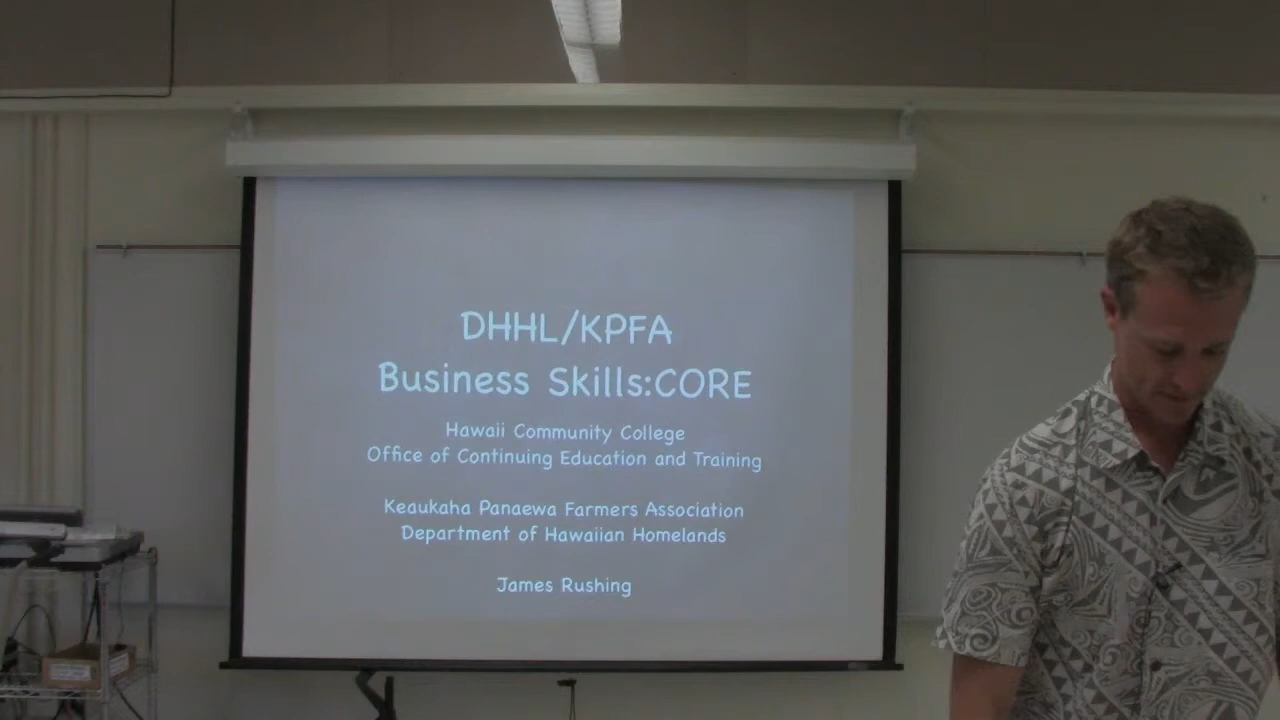 DHHL/KPFA
Business Skills:CORE
Hawaii Community College
Office of Continuing Education and Training
Keaukaha Panaewa Farmers Association
Department of Hawaiian Homelands
James Rushing